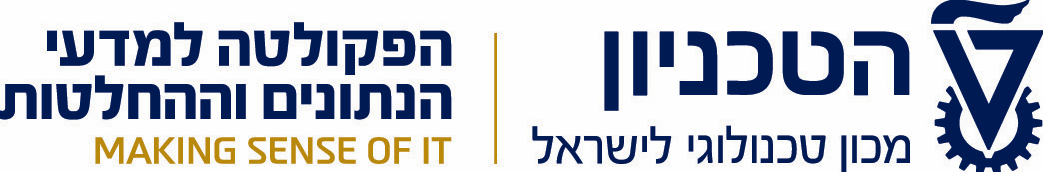 הטכניון
מכון טכנולוגי לישראל
הפקולטה למדעי
הנתונים וההחלטות
MAKING SENSE OF IT